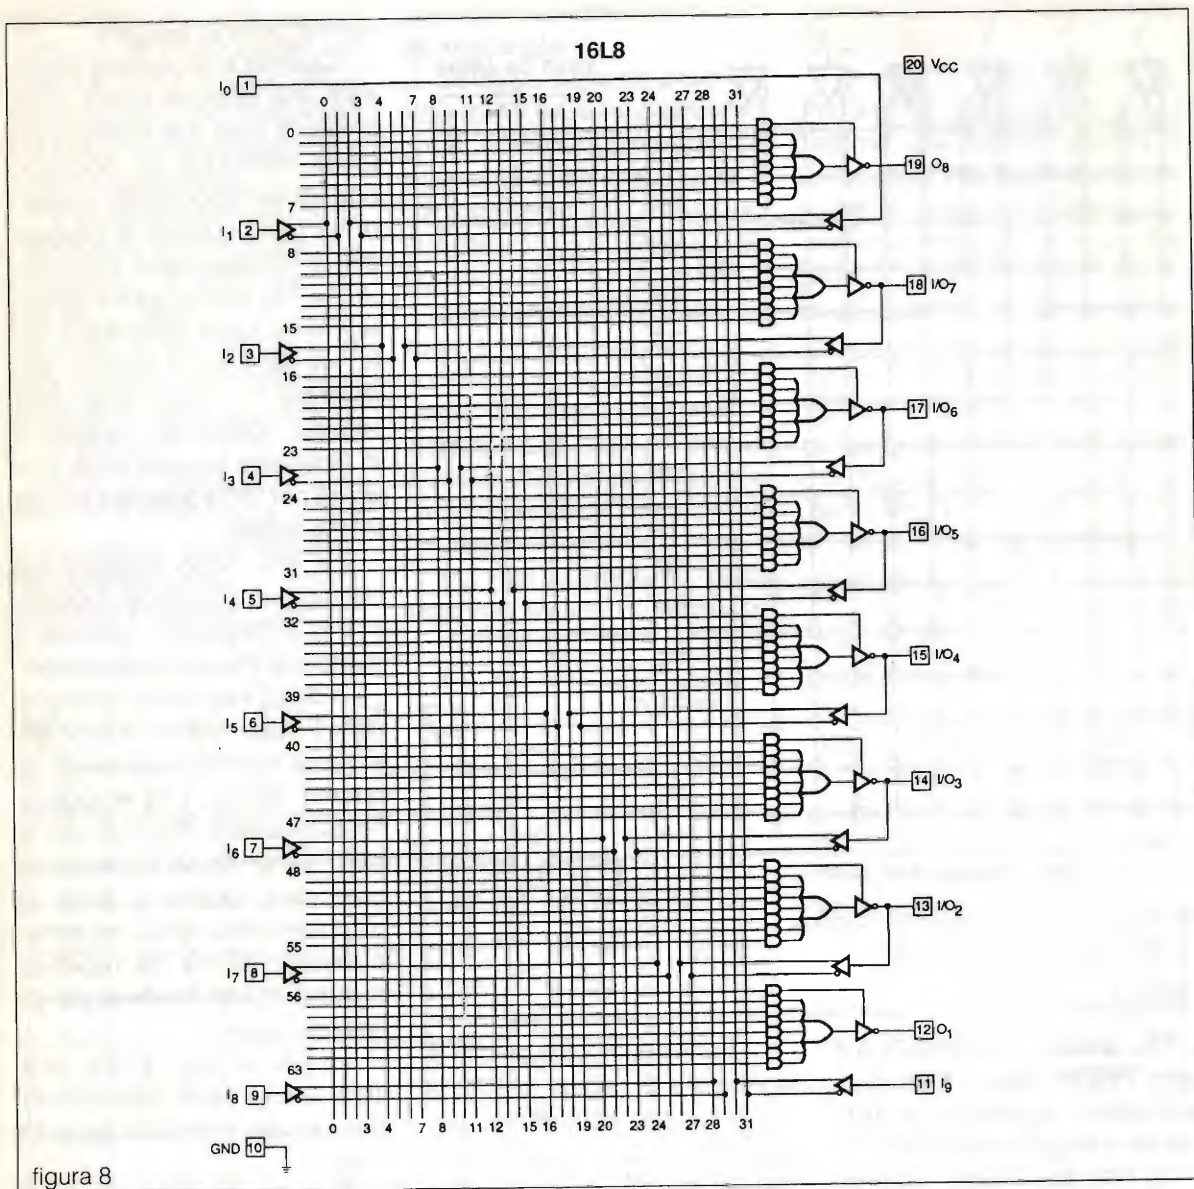 16L8
20 VCC
I0 1
0 3 4 7 8 11 12 15 16 19 20 23 24 27 28 31
0
19 O8
7
I1 2
8
18 I/O7
15
I2 3
16
17 I/O6
23
I3 4
24
16 I/O5
31
I4 5
32
15 I/O4
39
I5 6
40
14 I/O3
47
I6 7
48
13 I/O2
55
I7 8
56
12 O1
63
I8 9
11 I9
0 3 4 7 8 11 12 15 16 19 20 23 24 27 28 31
GND 10
figura 8